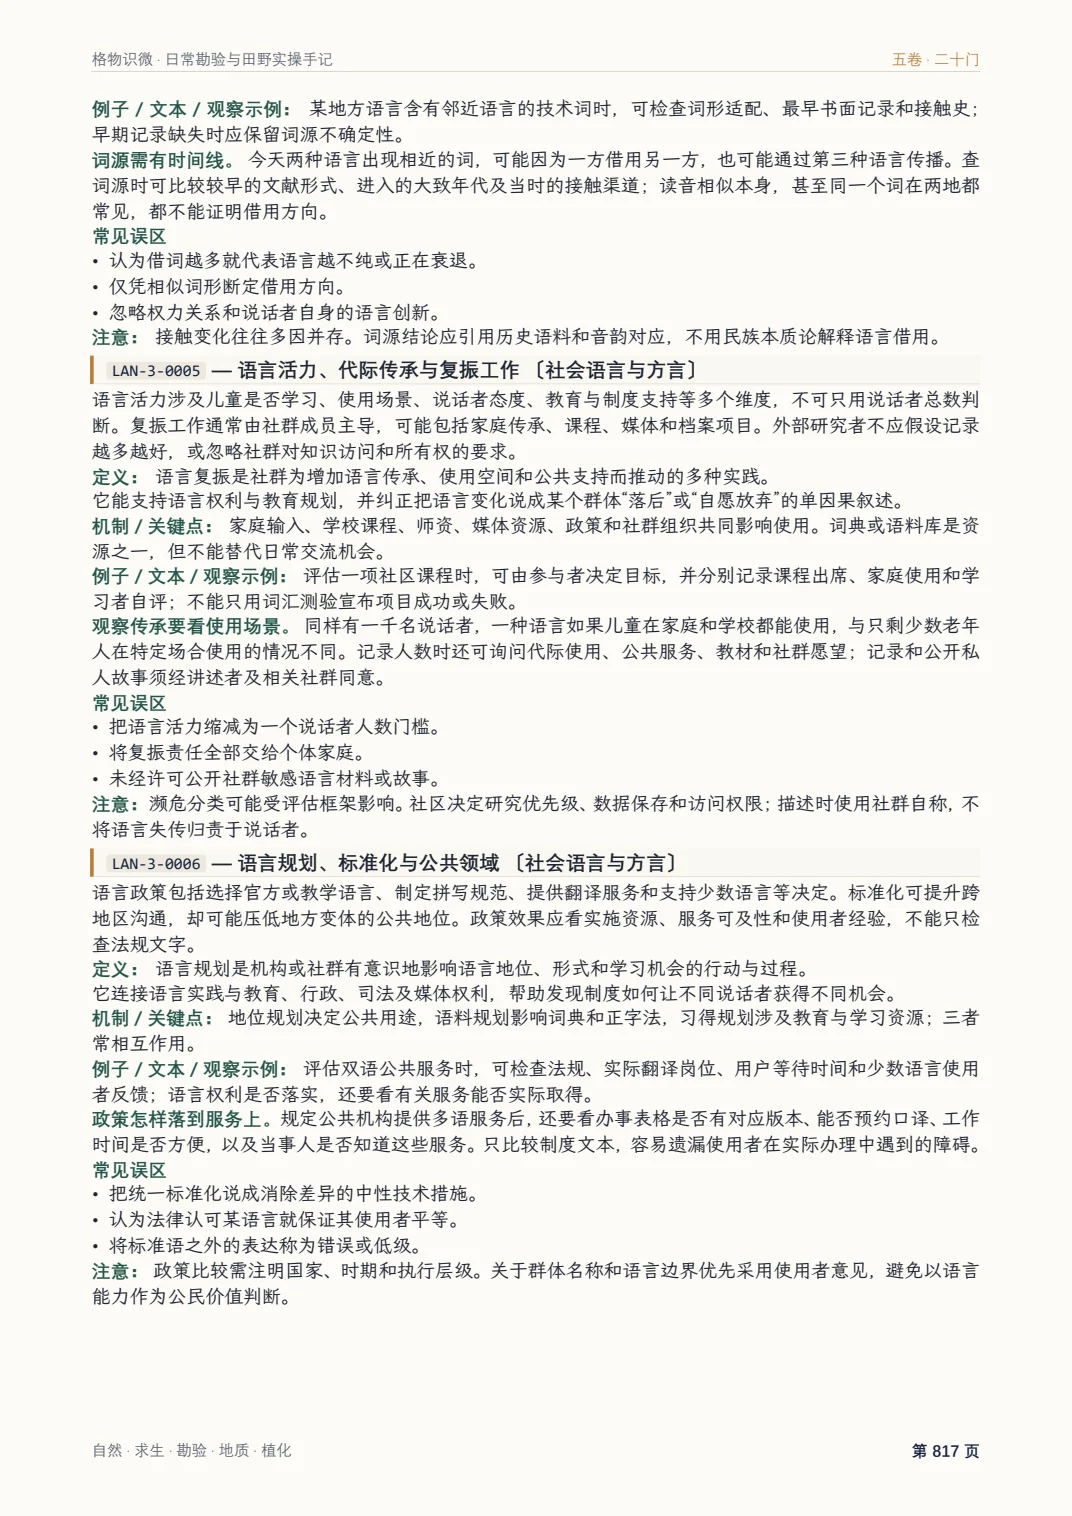 格物识微 · 日常勘验与田野实操手记
五卷 · 二十门
例子 / 文本 / 观察示例： 某地方语言含有邻近语言的技术词时，可检查词形适配、最早书面记录和接触史；
早期记录缺失时应保留词源不确定性。
词源需有时间线。 今天两种语言出现相近的词，可能因为一方借用另一方，也可能通过第三种语言传播。查
词源时可比较较早的文献形式、进入的大致年代及当时的接触渠道；读音相似本身，甚至同一个词在两地都
常见，都不能证明借用方向。
常见误区
• 认为借词越多就代表语言越不纯或正在衰退。
• 仅凭相似词形断定借用方向。
• 忽略权力关系和说话者自身的语言创新。
注意： 接触变化往往多因并存。词源结论应引用历史语料和音韵对应，不用民族本质论解释语言借用。
LAN-3-0005 — 语言活力、代际传承与复振工作 〔社会语言与方言〕
语言活力涉及儿童是否学习、使用场景、说话者态度、教育与制度支持等多个维度，不可只用说话者总数判
断。复振工作通常由社群成员主导，可能包括家庭传承、课程、媒体和档案项目。外部研究者不应假设记录
越多越好，或忽略社群对知识访问和所有权的要求。
定义： 语言复振是社群为增加语言传承、使用空间和公共支持而推动的多种实践。
它能支持语言权利与教育规划，并纠正把语言变化说成某个群体“落后”或“自愿放弃”的单因果叙述。
机制 / 关键点： 家庭输入、学校课程、师资、媒体资源、政策和社群组织共同影响使用。词典或语料库是资
源之一，但不能替代日常交流机会。
例子 / 文本 / 观察示例： 评估一项社区课程时，可由参与者决定目标，并分别记录课程出席、家庭使用和学
习者自评；不能只用词汇测验宣布项目成功或失败。
观察传承要看使用场景。 同样有一千名说话者，一种语言如果儿童在家庭和学校都能使用，与只剩少数老年
人在特定场合使用的情况不同。记录人数时还可询问代际使用、公共服务、教材和社群愿望；记录和公开私
人故事须经讲述者及相关社群同意。
常见误区
• 把语言活力缩减为一个说话者人数门槛。
• 将复振责任全部交给个体家庭。
• 未经许可公开社群敏感语言材料或故事。
注意： 濒危分类可能受评估框架影响。社区决定研究优先级、数据保存和访问权限；描述时使用社群自称，不
将语言失传归责于说话者。
LAN-3-0006 — 语言规划、标准化与公共领域 〔社会语言与方言〕
语言政策包括选择官方或教学语言、制定拼写规范、提供翻译服务和支持少数语言等决定。标准化可提升跨
地区沟通，却可能压低地方变体的公共地位。政策效果应看实施资源、服务可及性和使用者经验，不能只检
查法规文字。
定义： 语言规划是机构或社群有意识地影响语言地位、形式和学习机会的行动与过程。
它连接语言实践与教育、行政、司法及媒体权利，帮助发现制度如何让不同说话者获得不同机会。
机制 / 关键点： 地位规划决定公共用途，语料规划影响词典和正字法，习得规划涉及教育与学习资源；三者
常相互作用。
例子 / 文本 / 观察示例： 评估双语公共服务时，可检查法规、实际翻译岗位、用户等待时间和少数语言使用
者反馈；语言权利是否落实，还要看有关服务能否实际取得。
政策怎样落到服务上。 规定公共机构提供多语服务后，还要看办事表格是否有对应版本、能否预约口译、工作
时间是否方便，以及当事人是否知道这些服务。只比较制度文本，容易遗漏使用者在实际办理中遇到的障碍。
常见误区
• 把统一标准化说成消除差异的中性技术措施。
• 认为法律认可某语言就保证其使用者平等。
• 将标准语之外的表达称为错误或低级。
注意： 政策比较需注明国家、时期和执行层级。关于群体名称和语言边界优先采用使用者意见，避免以语言
能力作为公民价值判断。
自然 · 求生 · 勘验 · 地质 · 植化
第 817 页